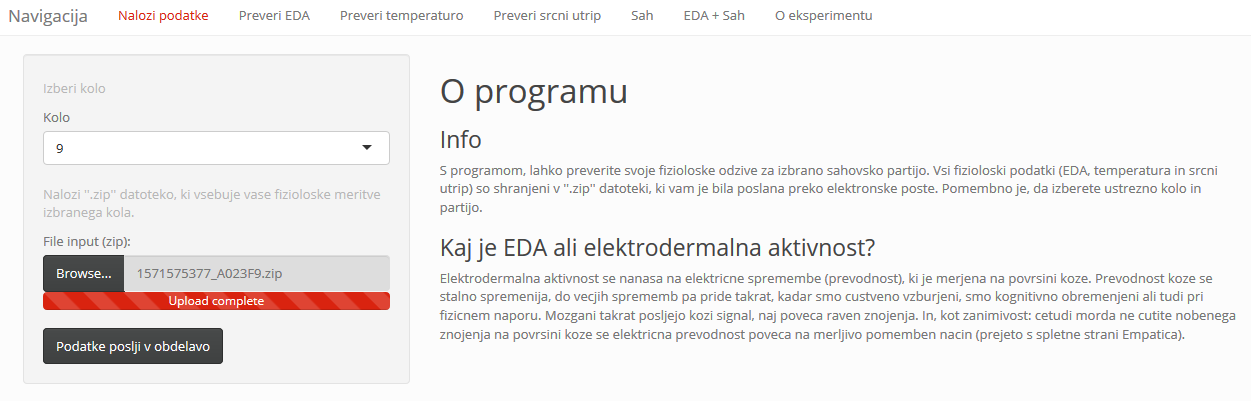 Navigacija Nalozi podatke Preveri EDA Preveri temperaturo Preveri srcni utrip Sah EDA + Sah O eksperimentu
Izberi kolo
Kolo
9
Nalozi ".zip" datoteko, ki vsebuje vase fizioloske meritve
izbranega kola.
File input (zip):
Browse... 1571575377_A023F9.zip
Upload complete
Podatke poslji v obdelavo
O programu
Info
S programom, lahko preverite svoje fizioloske odzive za izbrano sahovsko partijo. Vsi fizioloski podatki (EDA, temperatura in srcni
utrip) so shranjeni v ".zip" datoteki, ki vam je bila poslana preko elektronske poste. Pomembno je, da izberete ustrezno kolo in
partijo.
Kaj je EDA ali elektrodermalna aktivnost?
Elektrodermalna aktivnost se nanasa na elektricne spremembe (prevodnost), ki je merjena na povrsini koze. Prevodnost koze se
stalno spremenija, do vecjih sprememb pa pride takrat, kadar smo custveno vzburjeni, smo kognitivno obremenjeni ali tudi pri
fizicnem naporu. Mozgani takrat posljejo kozi signal, naj poveca raven znojenja. In, kot zanimivost: cetudi morda ne cutite nobenega
znojenja na povrsini koze se elektricna prevodnost poveca na merljivo pomemben nacin (prejeto s spletne strani Empatica).